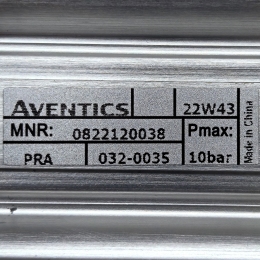 AVENTICS 22W43
MNR: 0822120038 Pmax:
PRA 032-0035 10bar
Made in China